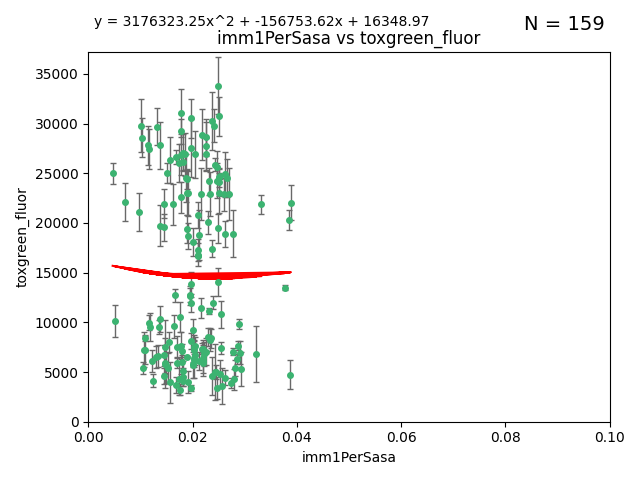 y = 3176323.25x^2 + -156753.62x + 16348.97
N = 159
imm1PerSasa vs toxgreen_fluor
35000
30000
25000
20000
15000
10000
5000
0
toxgreen_fluor
0.00 0.02 0.04 0.06 0.08 0.10
imm1PerSasa